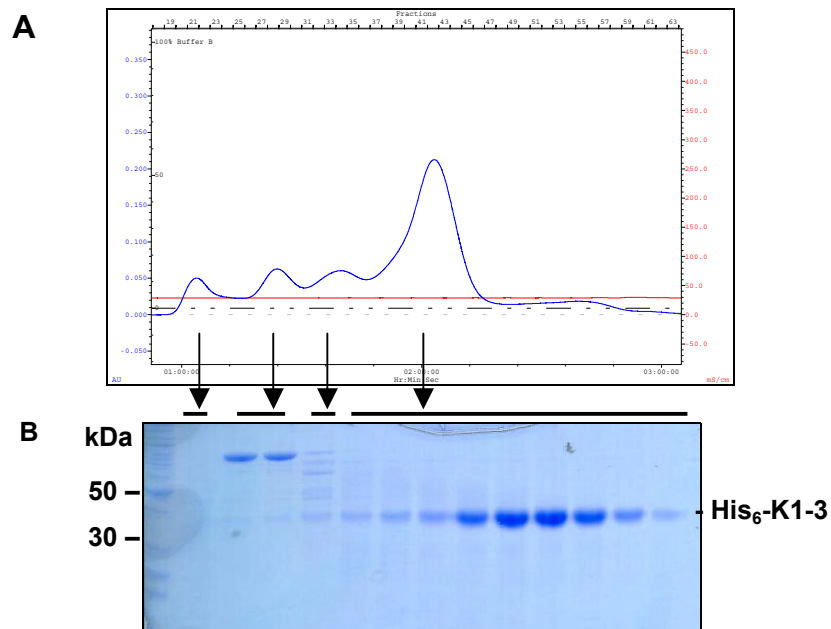 A
Fractions
19 21 23 25 27 29 31 33 35 37 39 41 43 45 47 49 51 53 55 57 59 61 63
100% Buffer B
50
0
0.350
0.300
0.250
0.200
0.150
0.100
0.050
0.000
-0.050
AU
450.0
400.0
350.0
300.0
250.0
200.0
150.0
100.0
50.0
0.0
-50.0
mS/cm
01:00:00 02:00:00 03:00:00
Hr:Min:Sec
B
kDa
50
30
- His₆-K1-3